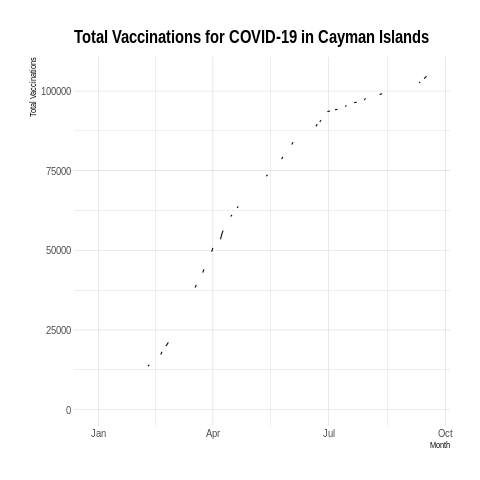 Total Vaccinations for COVID-19 in Cayman Islands
Total Vaccinations
100000
75000
50000
25000
0
Jan Apr Jul Oct
Month